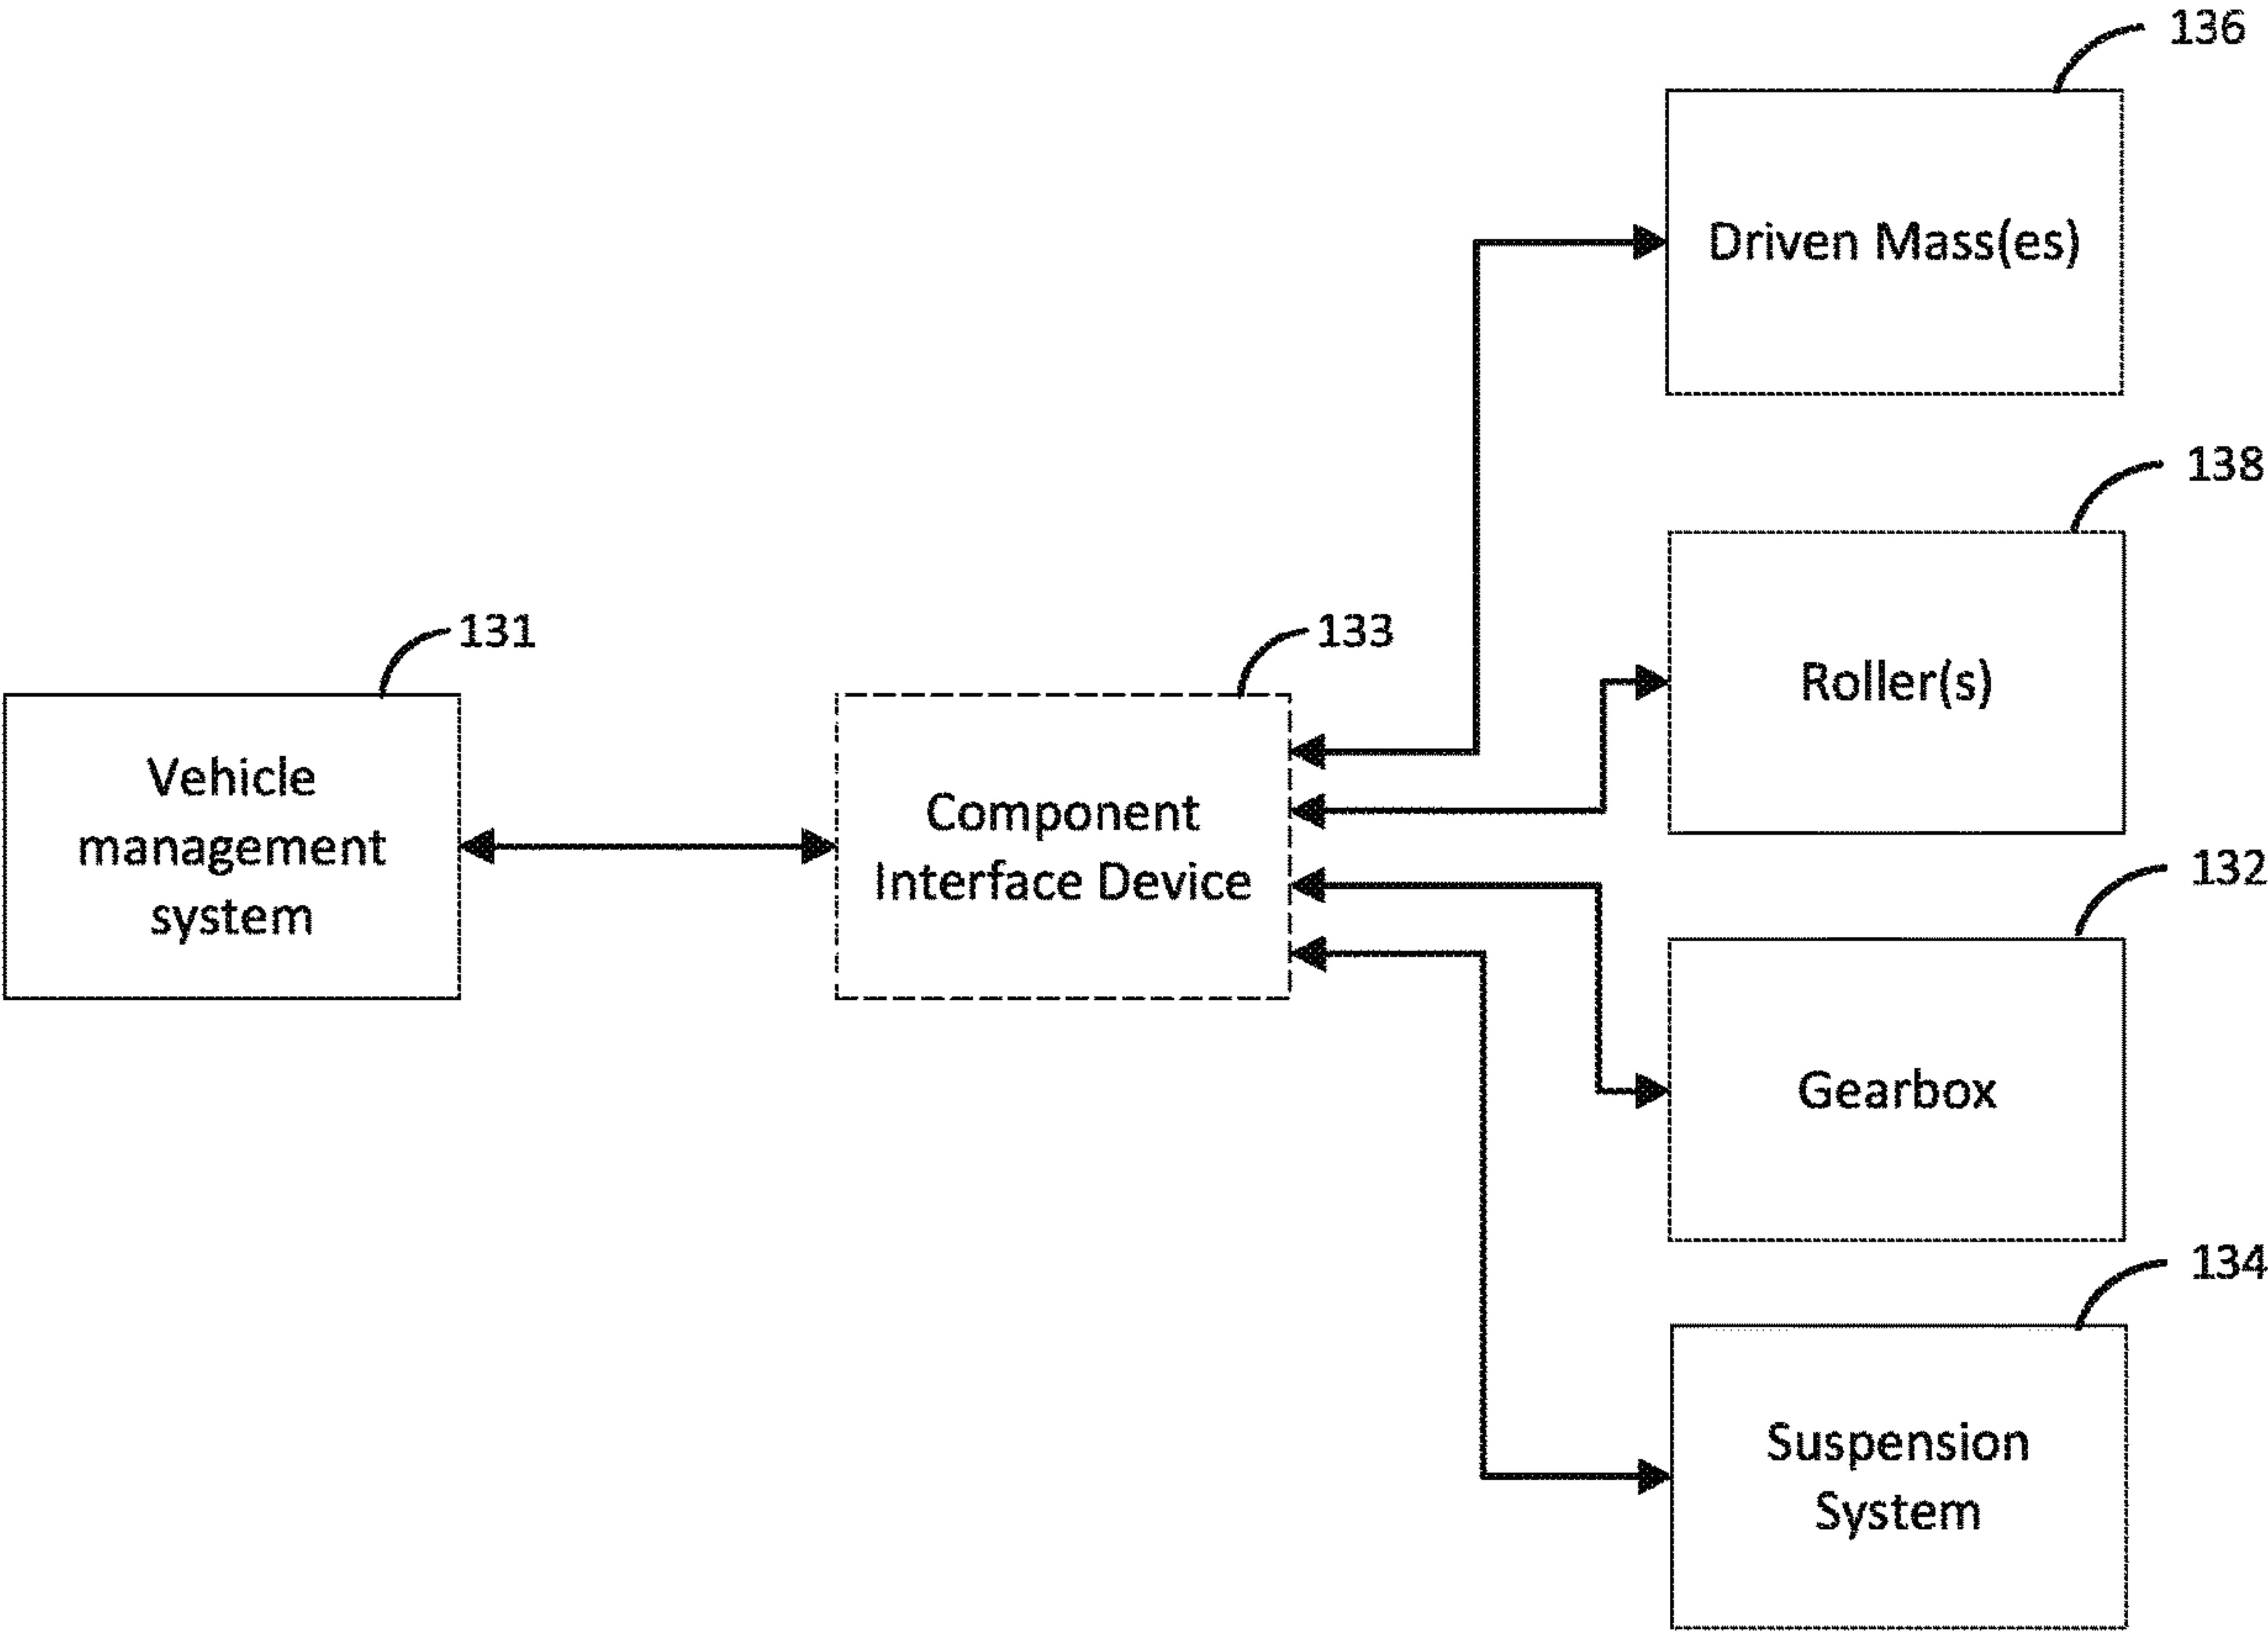 136
Driven Mass(es)
138
Roller(s)
131
133
Vehicle
management
system
Component
Interface Device
132
Gearbox
134
Suspension
System